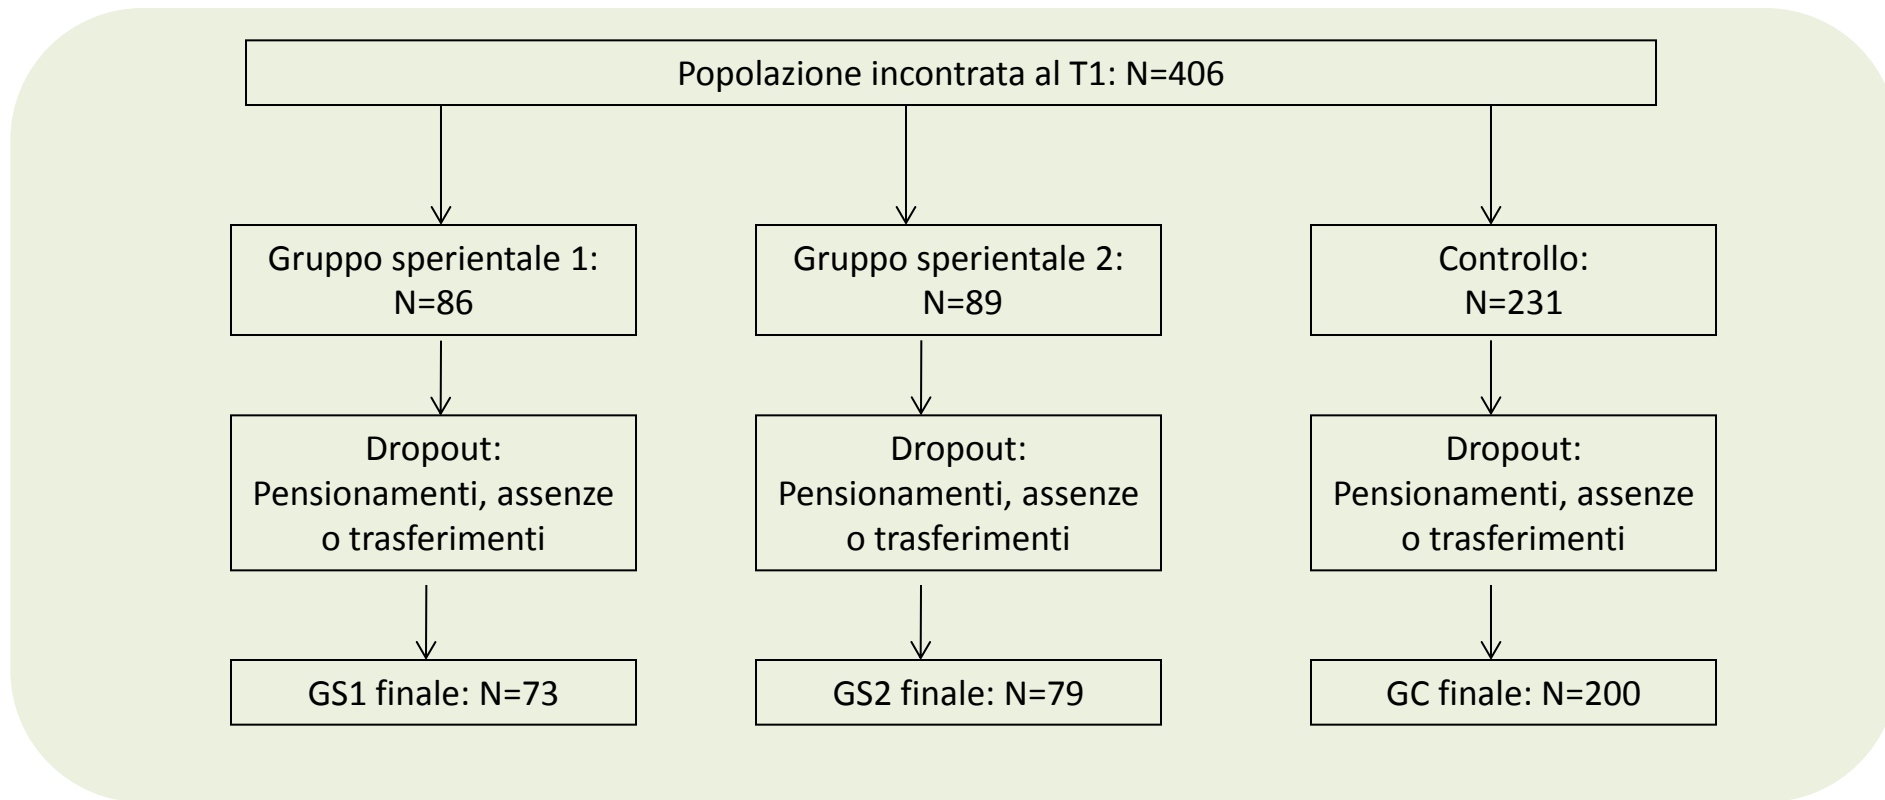 Popolazione incontrata al T1: N=406
Gruppo sperientale 1:
N=86
Gruppo sperientale 2:
N=89
Controllo:
N=231
Dropout:
Pensionamenti, assenze
o trasferimenti
Dropout:
Pensionamenti, assenze
o trasferimenti
Dropout:
Pensionamenti, assenze
o trasferimenti
GS1 finale: N=73
GS2 finale: N=79
GC finale: N=200